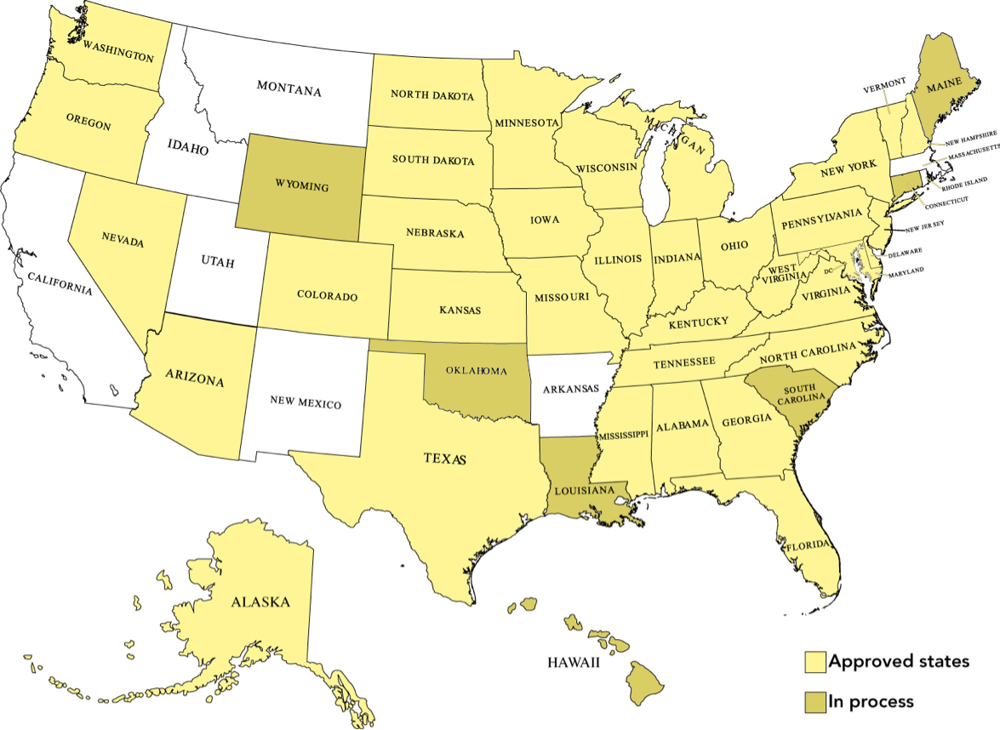 WASHINGTON
MONTANA
NORTH DAKOTA
MINNESOTA
VERMONT
MAINE
OREGON
IDAHO
SOUTH DAKOTA
WISCONSIN
MICHIGAN
NEW YORK
NEW HAMPSHIRE
MASSACHUSETTS
RHODE ISLAND
CONNECTICUT
WYOMING
NEVADA
UTAH
NEBRASKA
IOWA
ILLINOIS
INDIANA
OHIO
PENNSYLVANIA
NEW JERSEY
DELAWARE
MARYLAND
DC
WEST
VIRGINIA
VIRGINIA
CALIFORNIA
COLORADO
KANSAS
MISSOURI
KENTUCKY
ARIZONA
NEW MEXICO
OKLAHOMA
ARKANSAS
TENNESSEE
NORTH CAROLINA
SOUTH
CAROLINA
TEXAS
LOUISIANA
MISSISSIPPI
ALABAMA
GEORGIA
FLORIDA
ALASKA
HAWAII
Approved states
In process